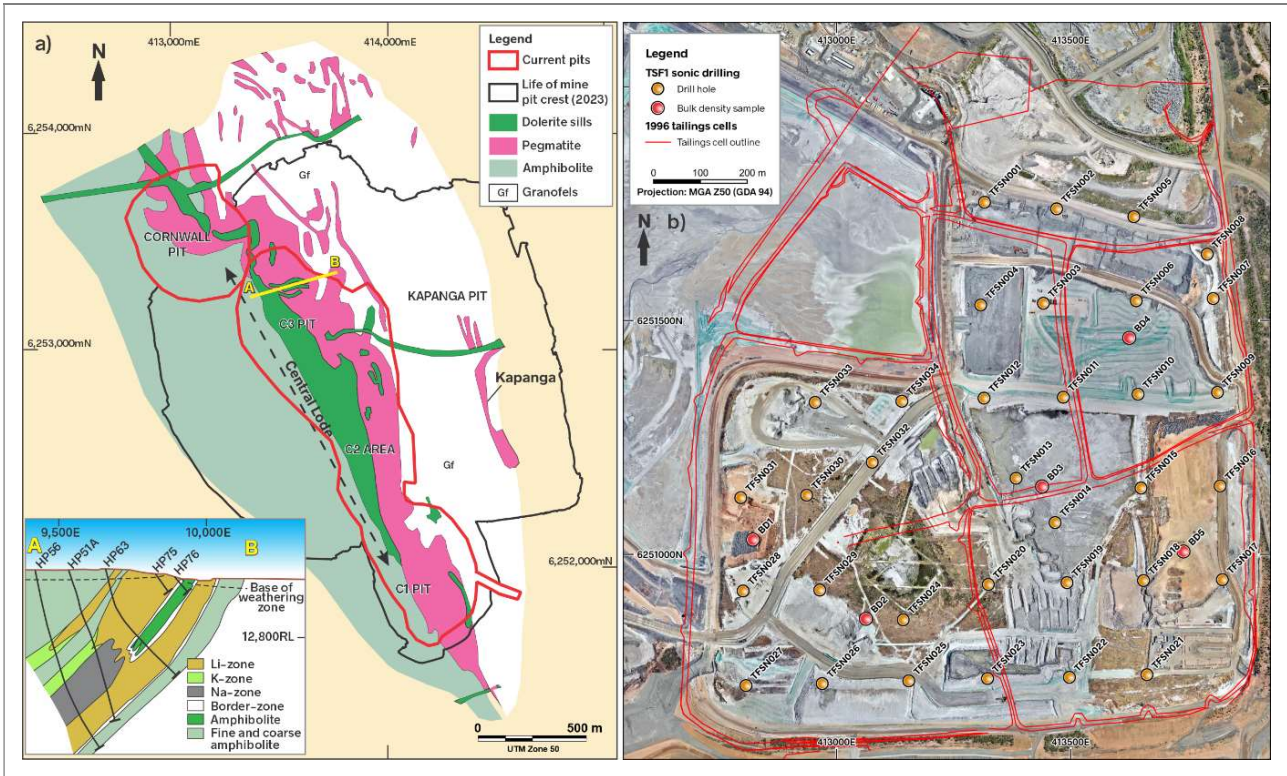 a)
N
413,000mE
414,000mE
6,254,000mN
6,253,000mN
6,252,000mN
Legend
Current pits
Life of mine
pit crest (2023)
Dolerite sills
Pegmatite
Amphibolite
Gf
Granofels
Gf
CORNWALL
PIT
A
B
C3 PIT
KAPANGA PIT
Kapanga
Central Lode
C2 AREA
Gf
C1 PIT
0
500 m
UTM Zone 50
9,500E
10,000E
A
B
HP56
HP51A
HP63
HP75
HP76
Base of
weathering
zone
12,800RL
Li-zone
K-zone
Na-zone
Border-zone
Amphibolite
Fine and coarse
amphibolite
Legend
TSF1 sonic drilling
Drill hole
Bulk density sample
1996 tailings cells
Tailings cell outline
0
100
200 m
Projection: MGA Z50 (GDA 94)
N
b)
413000E
413500E
6251500N
6251000N
TFSN001
TFSN002
TFSN005
TFSN008
TFSN004
TFSN003
TFSN006
TFSN007
BD4
TFSN033
TFSN034
TFSN012
TFSN011
TFSN010
TFSN009
TFSN032
TFSN031
TFSN030
TFSN013
BD3
TFSN015
TFSN016
TFSN014
BD1
BD5
TFSN028
TFSN029
TFSN020
TFSN019
TFSN018
TFSN017
BD2
TFSN024
TFSN027
TFSN026
TFSN025
TFSN023
TFSN022
TFSN021
413000E
413500E